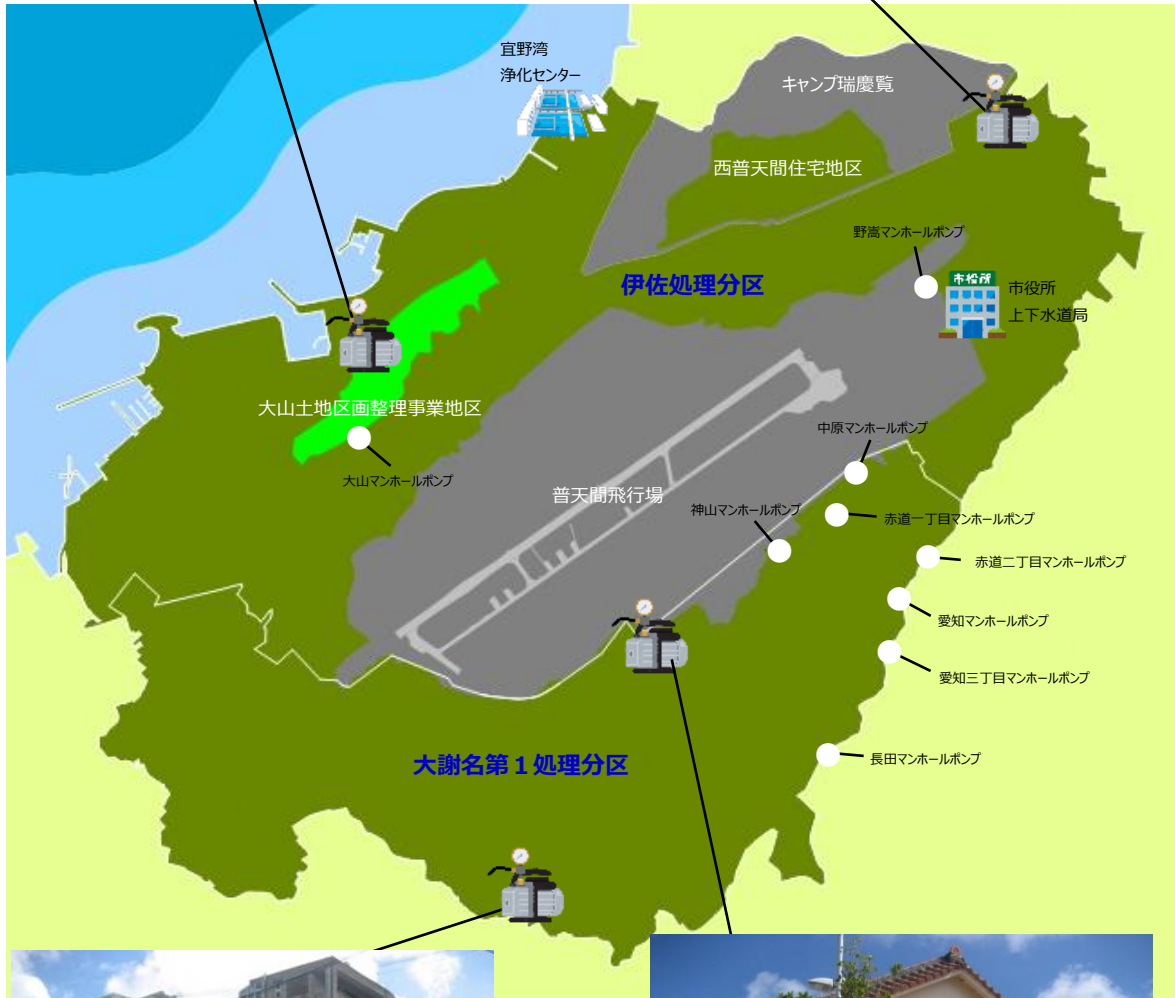 宜野湾
浄化センター
キャンプ瑞慶覧
西普天間住宅地区
野嵩マンホールポンプ
伊佐処理分区
市役所
市役所
上下水道局
大山土地区画整理事業地区
中原マンホールポンプ
大山マンホールポンプ
普天間飛行場
神山マンホールポンプ
赤道一丁目マンホールポンプ
赤道二丁目マンホールポンプ
愛知マンホールポンプ
愛知三丁目マンホールポンプ
長田マンホールポンプ
大謝名第１処理分区